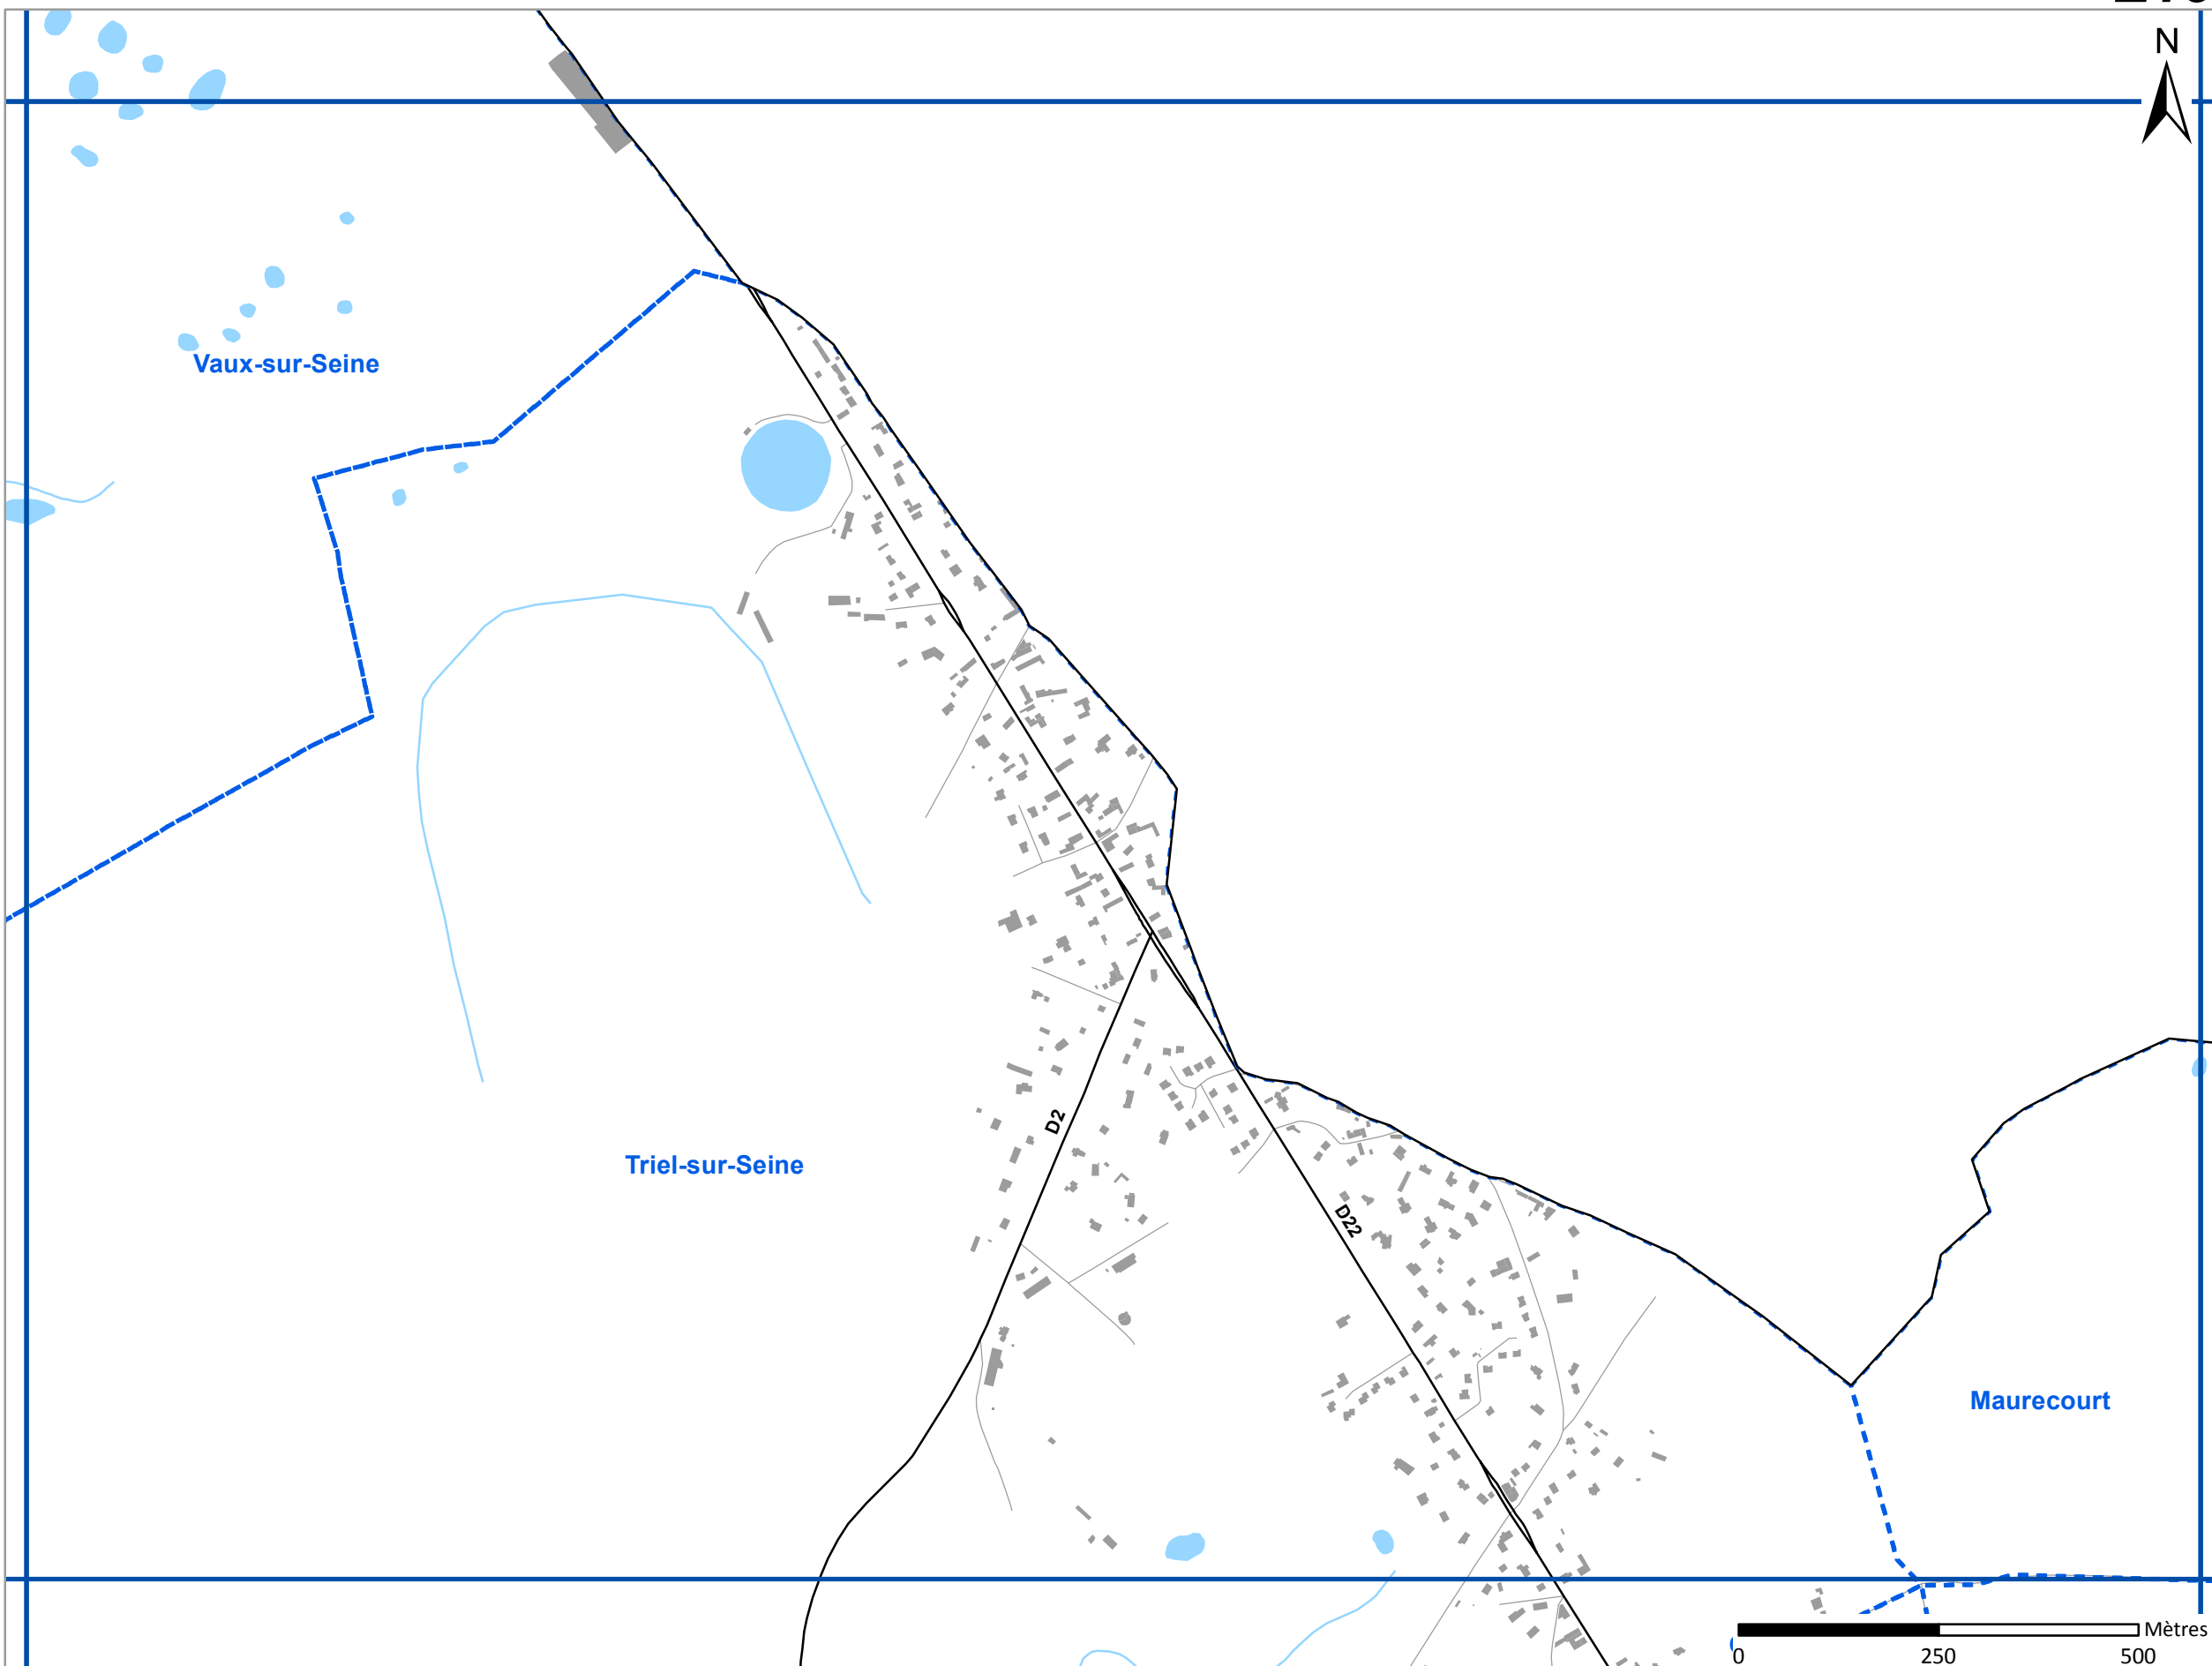 N
Vaux-sur-Seine
D2
Triel-sur-Seine
D22
Maurecourt
Mètres
0 250 500